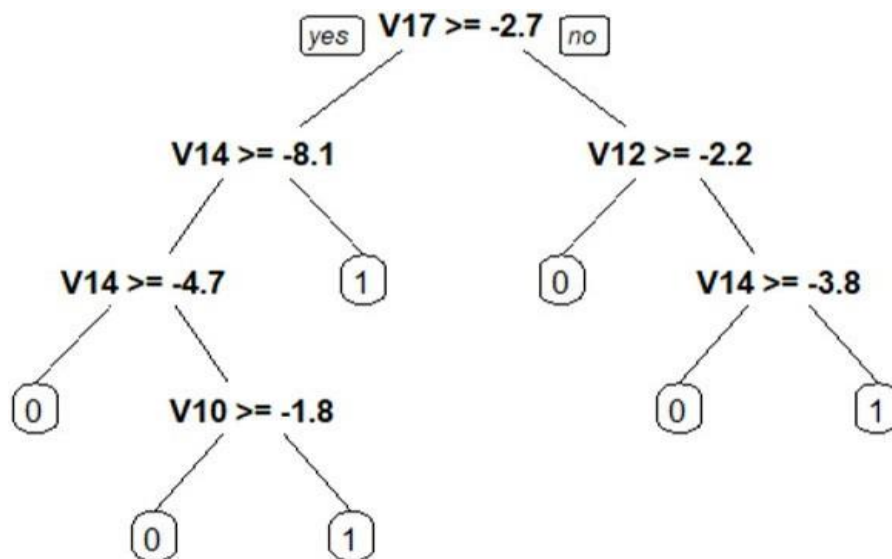 yes V17 >= -2.7 no
V14 >= -8.1 V12 >= -2.2
V14 >= -4.7 1 0 V14 >= -3.8
0 V10 >= -1.8 0 1
0 1